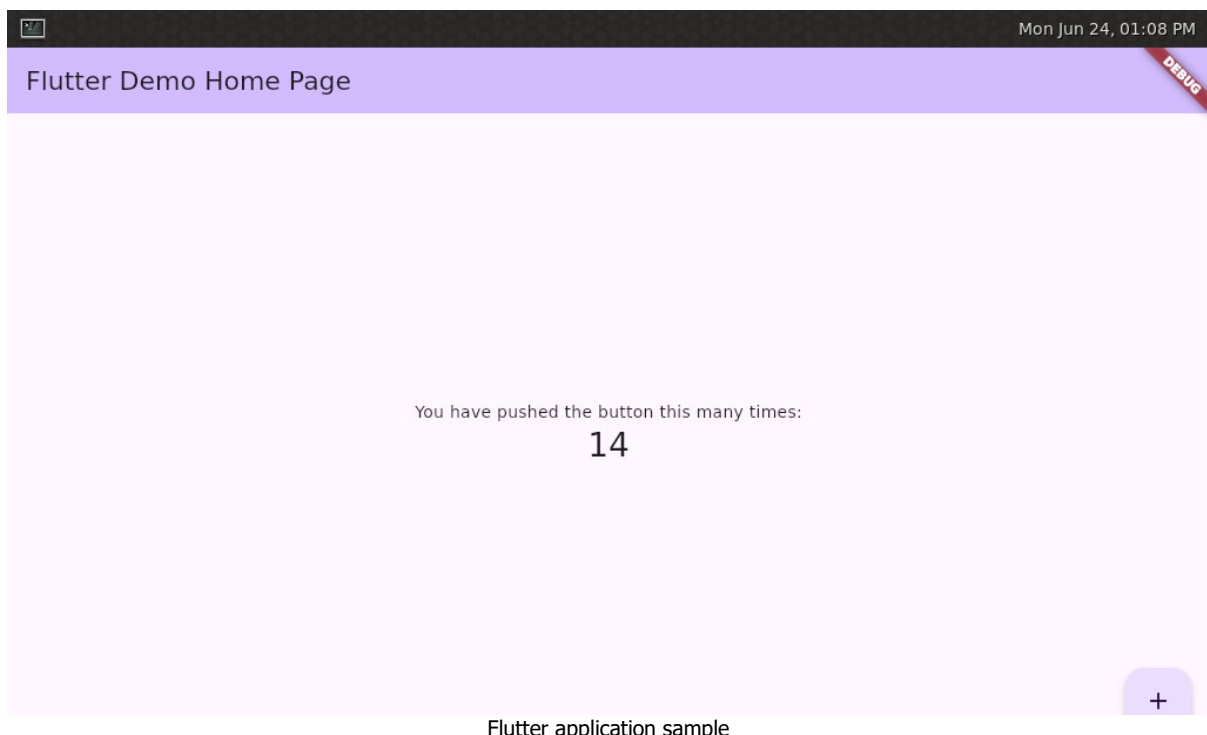 Mon Jun 24, 01:08 PM
Flutter Demo Home Page
DEBUG
You have pushed the button this many times:
14
+
Flutter application sample